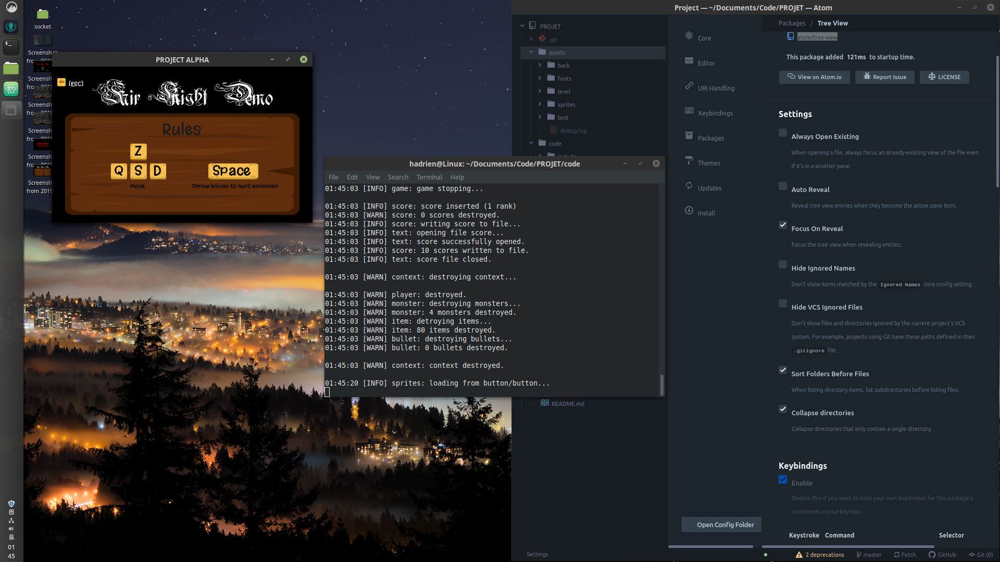 socket
Screenshot
from 201
Screensh
fro
Screensh
fro
Screensh
fro
Screensh
fro
Screensh
from 2019
01
45
PROJECT ALPHA
[ESC]
Fair Knight Demo
Rules
Z
Q S D
Space
Move
Throw knives to hurt ennemies
hadrien@Linux: ~/Documents/Code/PROJET/code
File Edit View Search Terminal Help
01:45:03 [INFO] game: game stopping...
01:45:03 [INFO] score: score inserted (1 rank)
01:45:03 [WARN] score: 0 scores destroyed.
01:45:03 [INFO] score: writing score to file...
01:45:03 [INFO] text: opening file score...
01:45:03 [INFO] text: score successfully opened.
01:45:03 [INFO] score: 10 scores written to file.
01:45:03 [INFO] text: score file closed.
01:45:03 [WARN] context: destroying context...
01:45:03 [WARN] player: destroyed.
01:45:03 [WARN] monster: destroying monsters...
01:45:03 [WARN] monster: 4 monsters destroyed.
01:45:03 [WARN] item: detroying items...
01:45:03 [WARN] item: 80 items destroyed.
01:45:03 [WARN] bullet: destroying bullets...
01:45:03 [WARN] bullet: 0 bullets destroyed.
01:45:03 [WARN] context: context destroyed.
01:45:20 [INFO] sprites: loading from button/button...
Project — ~/Documents/Code/PROJET — Atom
PROJET
.git
assets
back
fonts
level
sprites
text
debug.log
code
include
README.md
Core
Editor
URI Handling
Keybindings
Packages
Themes
Updates
Install
Open Config Folder
Packages / Tree View
atom/tree-view
This package added 121ms to startup time.
View on Atom.io Report Issue LICENSE
Settings
Always Open Existing
When opening a file, always focus an already-existing view of the file even
if it's in a another pane.
Auto Reveal
Reveal tree view entries when they become the active pane item.
Focus On Reveal
Focus the tree view when revealing entries.
Hide Ignored Names
Don't show items matched by the Ignored Names core config setting.
Hide VCS Ignored Files
Don't show files and directories ignored by the current project's VCS
system. For example, projects using Git have these paths defined in their
.gitignore file.
Sort Folders Before Files
When listing directory items, list subdirectories before listing files.
Collapse directories
Collapse directories that only contain a single directory.
Keybindings
Enable
Disable this if you want to bind your own keystrokes for this package's
commands in your keymap.
Keystroke Command Selector
Settings
2 deprecations master Fetch GitHub Git (0)